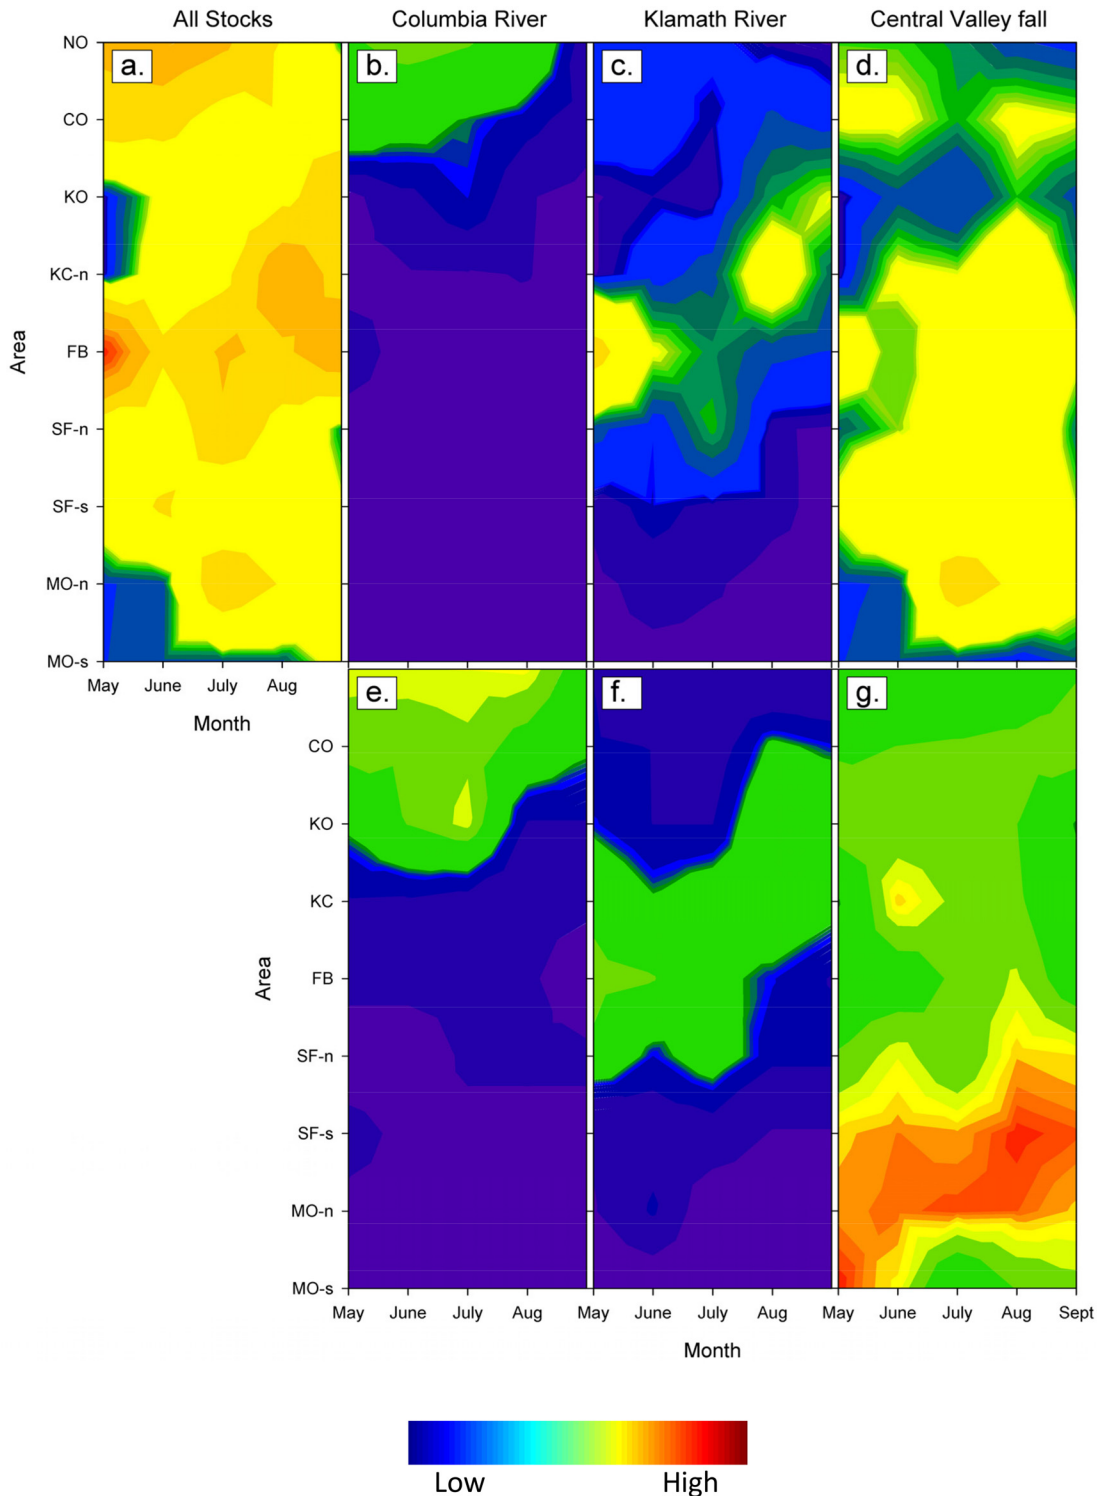 All Stocks Columbia River Klamath River Central Valley fall
a. b. c. d.
NO
CO
KO
KC-n
Area
FB
SF-n
SF-s
MO-n
MO-s
May June July Aug
Month
e. f. g.
CO
KO
KC
Area
FB
SF-n
SF-s
MO-n
MO-s
May June July Aug May June July Aug May June July Aug Sept
Month
Low High